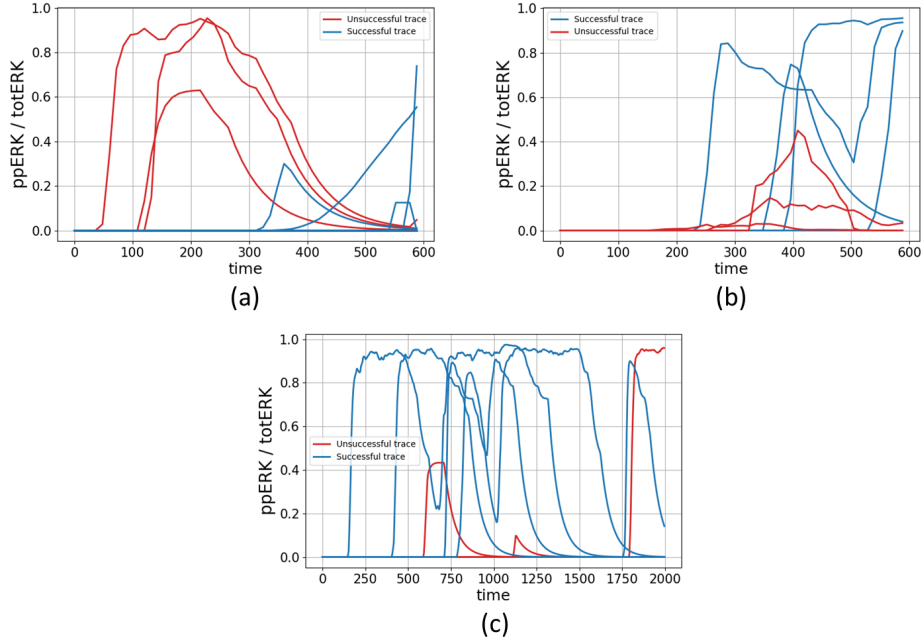 1.0
0.8
0.6
0.4
0.2
0.0
ppERK / totERK
Unsuccessful trace
Successful trace
0 100 200 300 400 500 600
time
(a)
1.0
0.8
0.6
0.4
0.2
0.0
ppERK / totERK
Successful trace
Unsuccessful trace
0 100 200 300 400 500 600
time
(b)
1.0
0.8
0.6
0.4
0.2
0.0
ppERK / totERK
Unsuccessful trace
Successful trace
0 250 500 750 1000 1250 1500 1750 2000
time
(c)